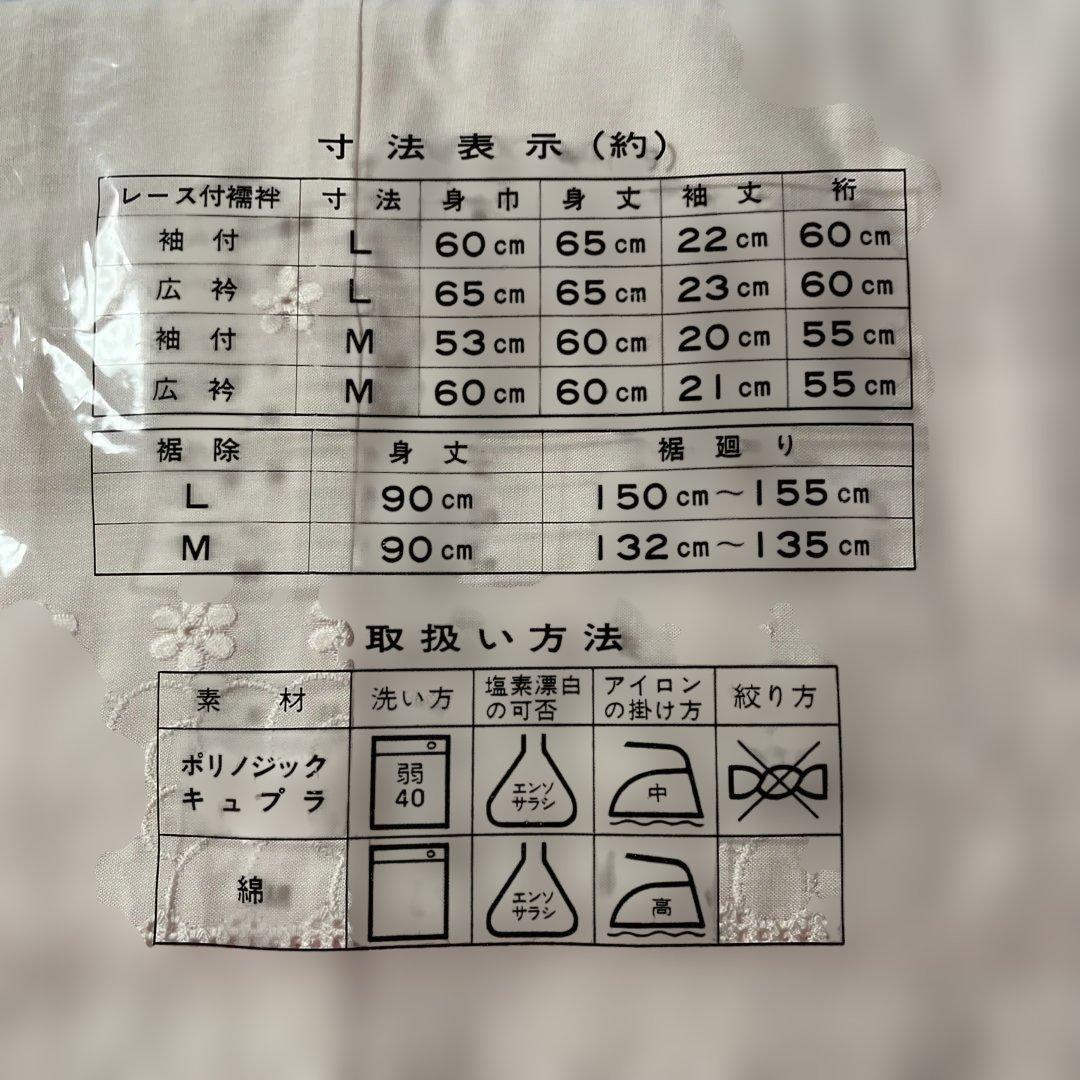 寸法表示(約)
レース付襦袢 寸法 身巾 身丈 袖丈 裄
袖付 L 60cm 65cm 22cm 60cm
広衿 L 65cm 65cm 23cm 60cm
袖付 M 53cm 60cm 20cm 55cm
広衿 M 60cm 60cm 21cm 55cm
裾除 身丈 裾廻り
L 90cm 150cm～155cm
M 90cm 132cm～135cm
取扱い方法
素材 洗い方 塩素漂白の可否 アイロンの掛け方 絞り方
ポリノジック
キュプラ
弱
40
エンソ
サラシ
中
綿
エンソ
サラシ
高